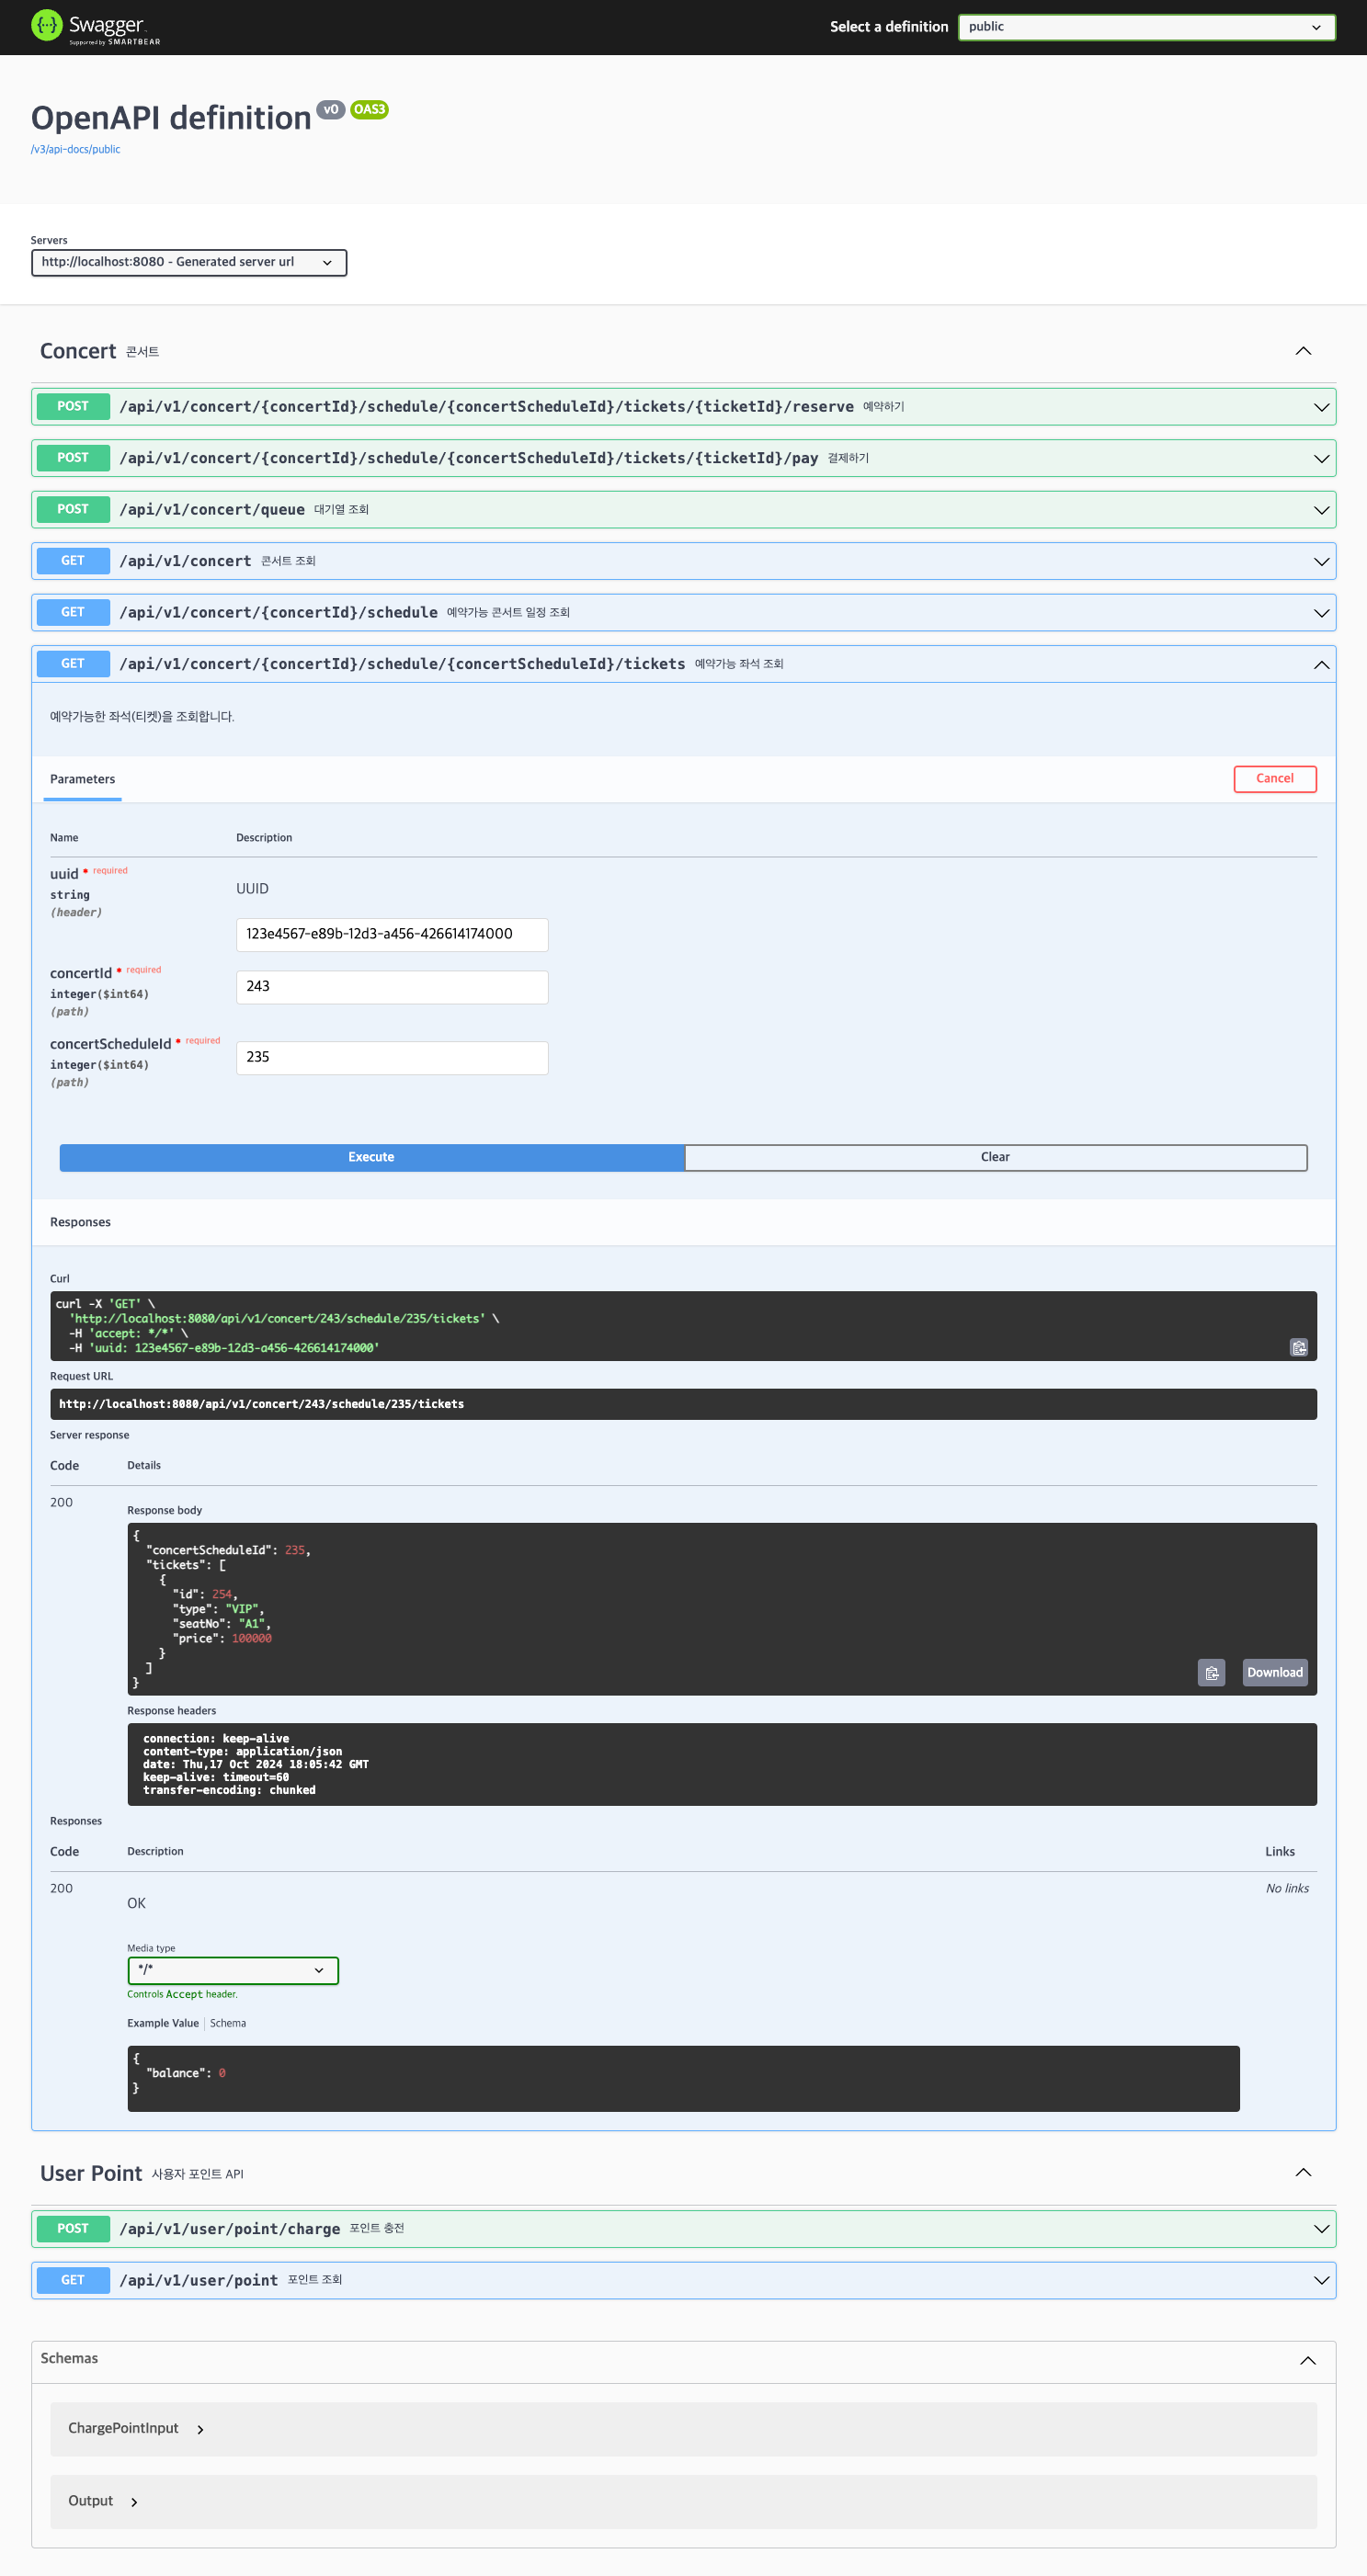 Swagger
Supported by SMARTBEAR
Select a definition
public
OpenAPI definition v0 OAS3
/v3/api-docs/public
Servers
http://localhost:8080 - Generated server url
Concert 콘서트
POST /api/v1/concert/{concertId}/schedule/{concertScheduleId}/tickets/{ticketId}/reserve 예약하기
POST /api/v1/concert/{concertId}/schedule/{concertScheduleId}/tickets/{ticketId}/pay 결제하기
POST /api/v1/concert/queue 대기열 조회
GET /api/v1/concert 콘서트 조회
GET /api/v1/concert/{concertId}/schedule 예약가능 콘서트 일정 조회
GET /api/v1/concert/{concertId}/schedule/{concertScheduleId}/tickets 예약가능 좌석 조회
예약가능한 좌석(티켓)을 조회합니다.
Parameters
Cancel
Name Description
uuid * required
string
(header)
UUID
123e4567-e89b-12d3-a456-426614174000
concertId * required
integer($int64)
(path)
243
concertScheduleId * required
integer($int64)
(path)
235
Execute
Clear
Responses
Curl
curl -X 'GET' \
'http://localhost:8080/api/v1/concert/243/schedule/235/tickets' \
-H 'accept: */*' \
-H 'uuid: 123e4567-e89b-12d3-a456-426614174000'
Request URL
http://localhost:8080/api/v1/concert/243/schedule/235/tickets
Server response
Code Details
200
Response body
{
"concertScheduleId": 235,
"tickets": [
{
"id": 254,
"type": "VIP",
"seatNo": "A1",
"price": 100000
}
]
}
Download
Response headers
connection: keep-alive
content-type: application/json
date: Thu,17 Oct 2024 18:05:42 GMT
keep-alive: timeout=60
transfer-encoding: chunked
Responses
Code Description Links
200
OK
No links
Media type
*/*
Controls Accept header.
Example Value | Schema
{
"balance": 0
}
User Point 사용자 포인트 API
POST /api/v1/user/point/charge 포인트 충전
GET /api/v1/user/point 포인트 조회
Schemas
ChargePointInput
Output